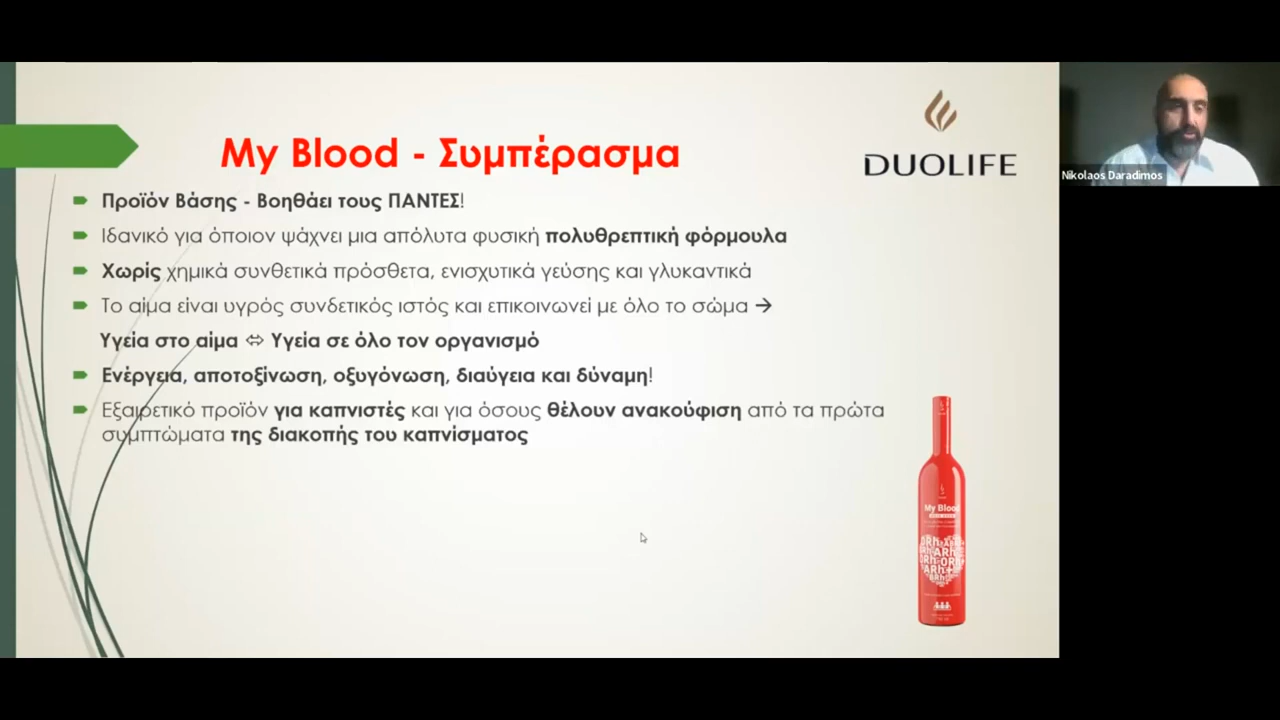 My Blood - Συμπέρασμα
DUOLIFE
Nikolaos Daradimos
Προϊόν Βάσης - Βοηθάει τους ΠΑΝΤΕΣ!
Ιδανικό για όποιον ψάχνει μια απόλυτα φυσική πολυθρεπτική φόρμουλα
Χωρίς χημικά συνθετικά πρόσθετα, ενισχυτικά γεύσης και γλυκαντικά
Το αίμα είναι υγρός συνδετικός ιστός και επικοινωνεί με όλο το σώμα →
Υγεία στο αίμα ⇔ Υγεία σε όλο τον οργανισμό
Ενέργεια, αποτοξίνωση, οξυγόνωση, διαύγεια και δύναμη!
Εξαιρετικό προϊόν για καπνιστές και για όσους θέλουν ανακούφιση από τα πρώτα
συμπτώματα της διακοπής του καπνίσματος
My Blood